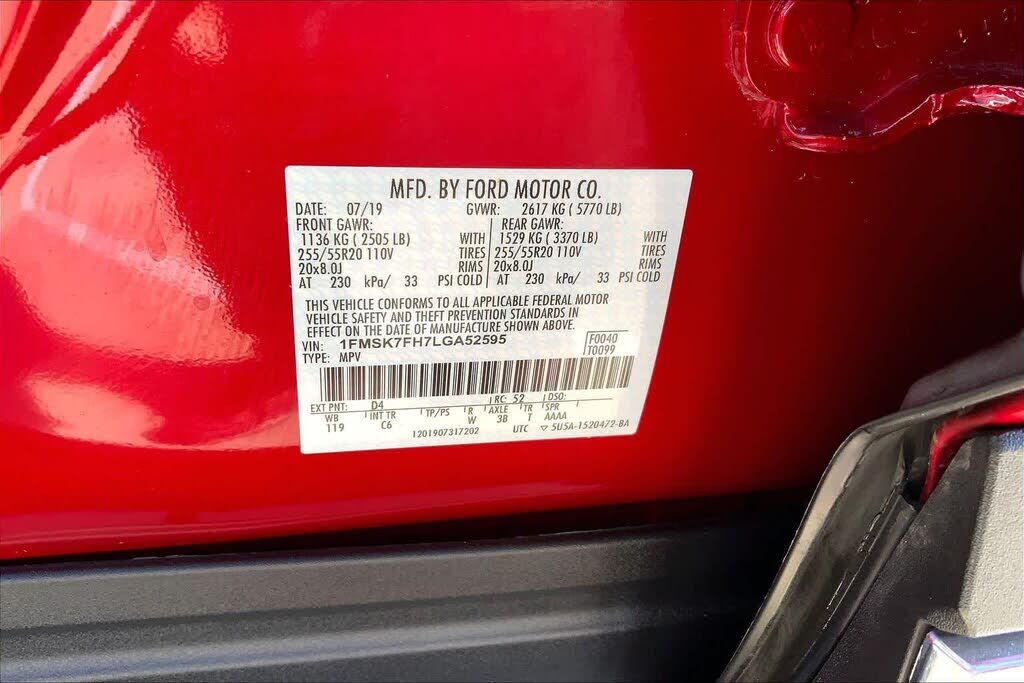 MFD. BY FORD MOTOR CO.
DATE: 07/19 GVWR: 2617 KG ( 5770 LB)
FRONT GAWR: REAR GAWR:
1136 KG ( 2505 LB) WITH 1529 KG ( 3370 LB) WITH
255/55R20 110V TIRES 255/55R20 110V TIRES
20x8.0J RIMS 20x8.0J RIMS
AT 230 kPa/ 33 PSI COLD AT 230 kPa/ 33 PSI COLD
THIS VEHICLE CONFORMS TO ALL APPLICABLE FEDERAL MOTOR
VEHICLE SAFETY AND THEFT PREVENTION STANDARDS IN
EFFECT ON THE DATE OF MANUFACTURE SHOWN ABOVE.
VIN: 1FMSK7FH7LGA52595 F0040
TYPE: MPV T0099
EXT PNT: D4 RC: 52 DSO:
WB INT TR TP/PS R AXLE TR SPR
119 C6 W 3B T AAAA
1201907317202 UTC ▽ 5U5A-1520472-BA